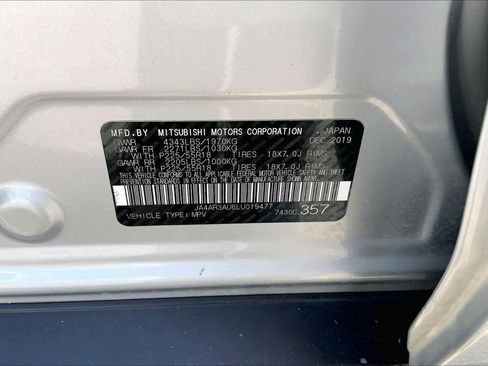 MFD.BY MITSUBISHI MOTORS CORPORATION , JAPAN
GVWR 4343LBS/1970KG DEC 2019
GAWR FR 2271LBS/1030KG
WITH P225/55R18 TIRES 18X7.0J RIMS
GAWR RR 2205LBS/1000KG
WITH P225/55R18 TIRES 18X7.0J RIMS
THIS VEHICLE CONFORMS TO ALL APPLICABLE
FEDERAL MOTOR VEHICLE SAFETY AND THEFT
PREVENTION STANDARDS IN EFFECT ON THE DATE
OF MANUFACTURE SHOWN ABOVE.
JA4AR3AU6LU019477
VEHICLE TYPE: MPV 7430C 357